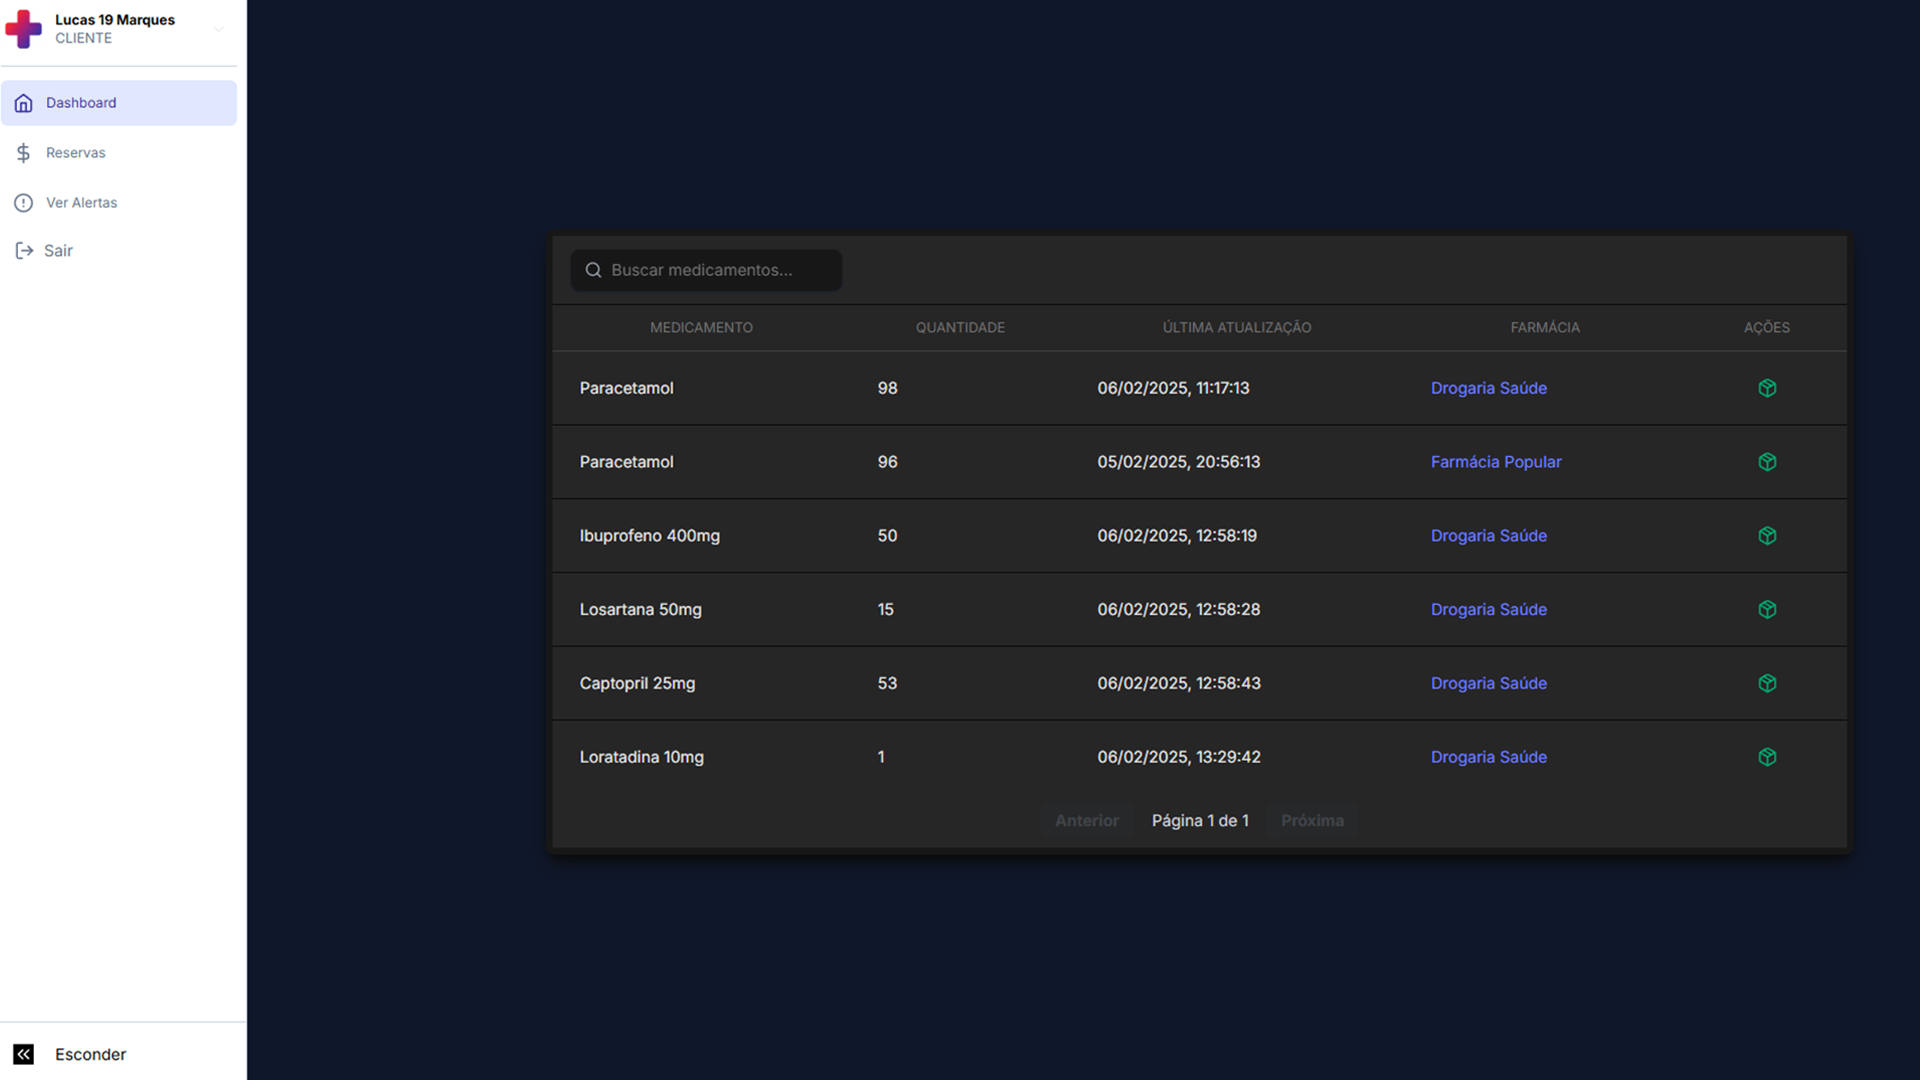 Lucas 19 Marques
CLIENTE
Dashboard
Reservas
Ver Alertas
Sair
Esconder
Buscar medicamentos...
MEDICAMENTO QUANTIDADE ÚLTIMA ATUALIZAÇÃO FARMÁCIA AÇÕES
Paracetamol 98 06/02/2025, 11:17:13 Drogaria Saúde
Paracetamol 96 05/02/2025, 20:56:13 Farmácia Popular
Ibuprofeno 400mg 50 06/02/2025, 12:58:19 Drogaria Saúde
Losartana 50mg 15 06/02/2025, 12:58:28 Drogaria Saúde
Captopril 25mg 53 06/02/2025, 12:58:43 Drogaria Saúde
Loratadina 10mg 1 06/02/2025, 13:29:42 Drogaria Saúde
Anterior Página 1 de 1 Próxima